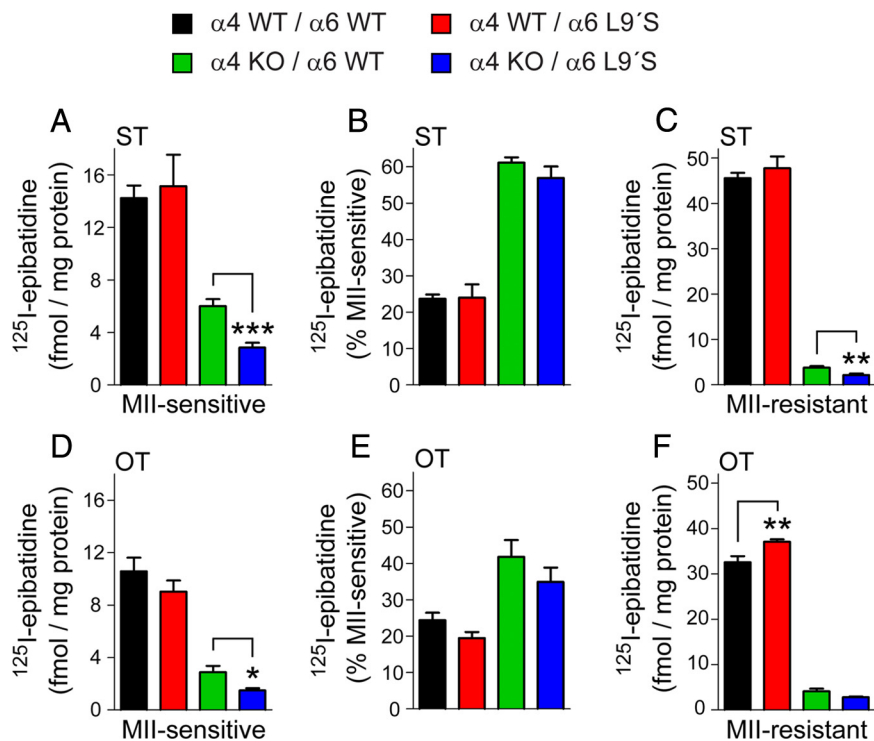 α4 WT / α6 WT
α4 WT / α6 L9´S
α4 KO / α6 WT
α4 KO / α6 L9´S
A
ST
125I-epibatidine
(fmol / mg protein)
16
12
8
4
0
***
MII-sensitive
B
ST
125I-epibatidine
(% MII-sensitive)
60
50
40
30
20
10
0
C
ST
125I-epibatidine
(fmol / mg protein)
50
40
30
20
10
0
**
MII-resistant
D
OT
125I-epibatidine
(fmol / mg protein)
16
12
8
4
0
*
MII-sensitive
E
OT
125I-epibatidine
(% MII-sensitive)
60
50
40
30
20
10
0
F
OT
125I-epibatidine
(fmol / mg protein)
50
40
30
20
10
0
**
MII-resistant